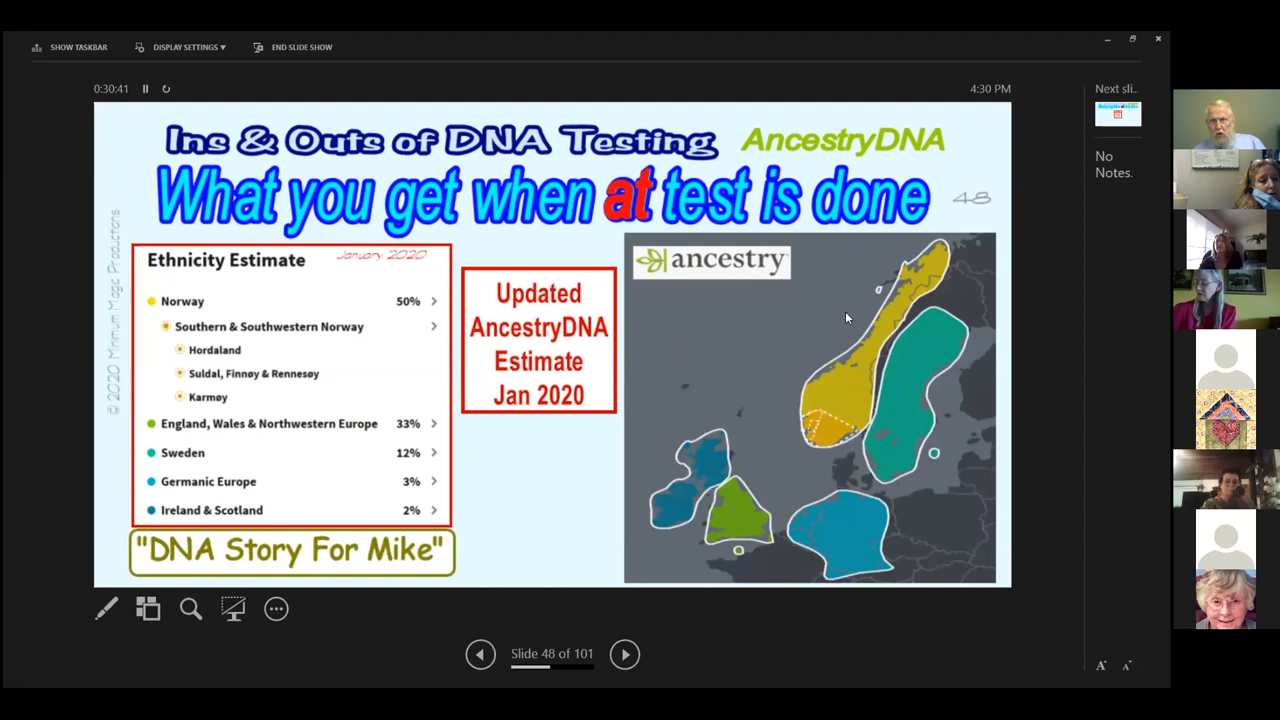 SHOW TASKBAR DISPLAY SETTINGS ▼ END SLIDE SHOW
0:30:41 4:30 PM
Next sli..
No
Notes.
Ins & Outs of DNA Testing AncestryDNA
What you get when at test is done 48
© 2020 Minimum Magic Productions
Ethnicity Estimate January 2020
Norway 50%
Southern & Southwestern Norway
Hordaland
Suldal, Finnøy & Rennesøy
Karmøy
England, Wales & Northwestern Europe 33%
Sweden 12%
Germanic Europe 3%
Ireland & Scotland 2%
"DNA Story For Mike"
Updated
AncestryDNA
Estimate
Jan 2020
ancestry
Slide 48 of 101
A A